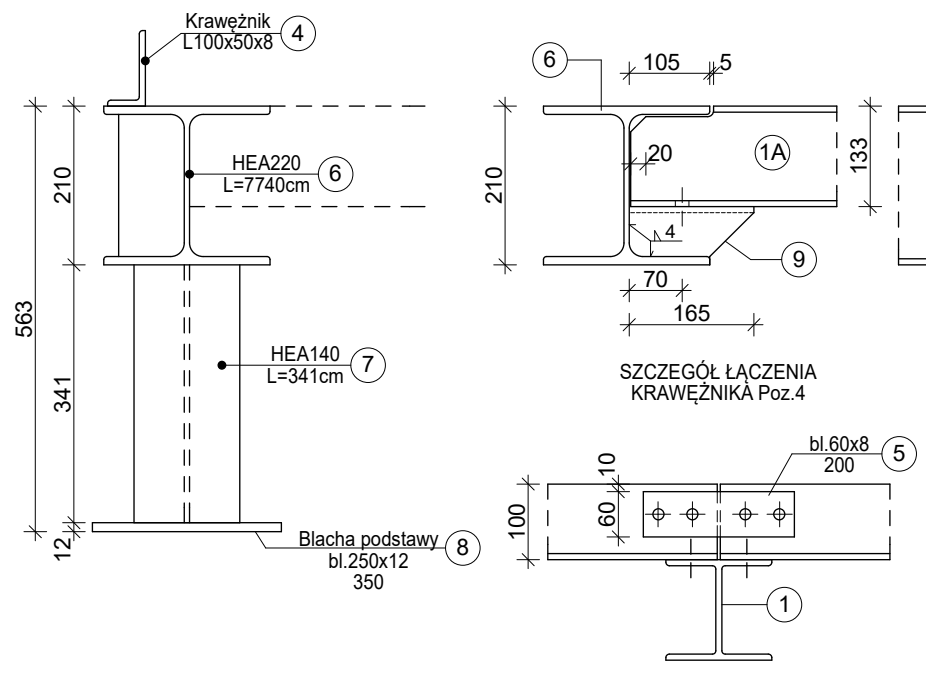 Krawężnik
L100x50x8
4
210
563
HEA220
L=7740cm
6
341
HEA140
L=341cm
7
12
Blacha podstawy
bl.250x12
350
8
6
105
5
210
20
1A
133
4
9
70
165
SZCZEGÓŁ ŁĄCZENIA
KRAWĘŻNIKA Poz.4
bl.60x8
200
5
10
60
100
1